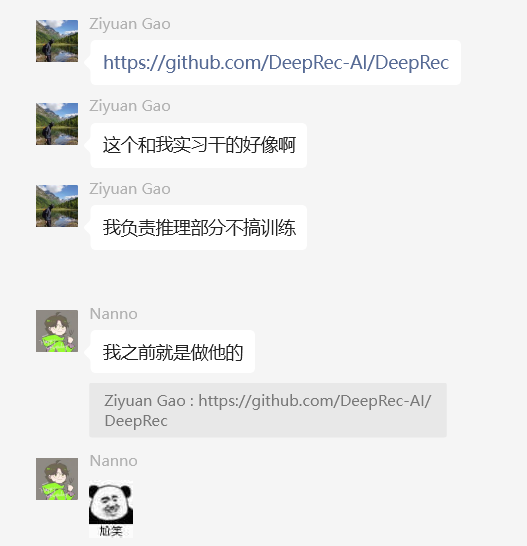 Ziyuan Gao
https://github.com/DeepRec-AI/DeepRec
Ziyuan Gao
这个和我实习干的好像啊
Ziyuan Gao
我负责推理部分不搞训练
Nanno
我之前就是做他的
Ziyuan Gao : https://github.com/DeepRec-AI/
DeepRec
Nanno
尬笑